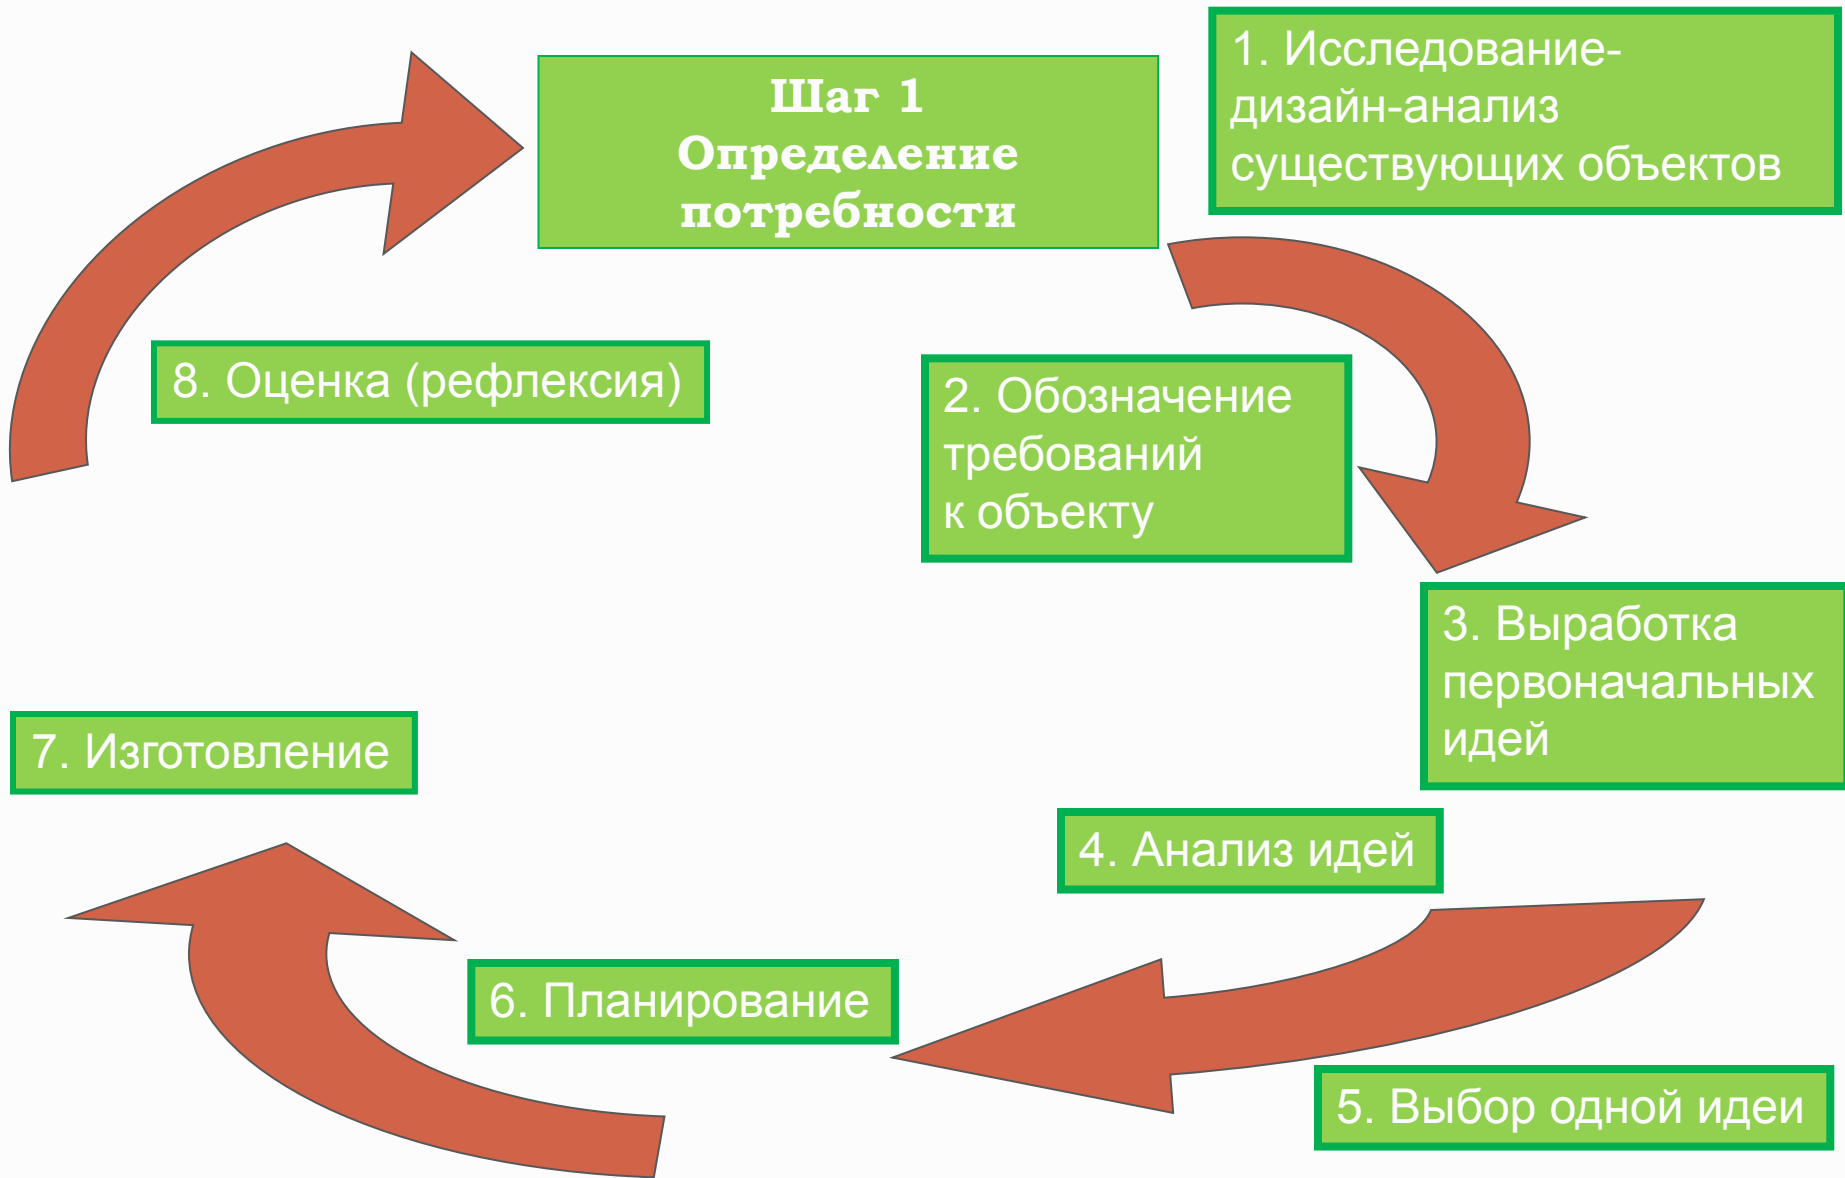 Шаг 1
Определение
потребности
1. Исследование-
дизайн-анализ
существующих объектов
2. Обозначение
требований
к объекту
3. Выработка
первоначальных
идей
4. Анализ идей
5. Выбор одной идеи
6. Планирование
7. Изготовление
8. Оценка (рефлексия)